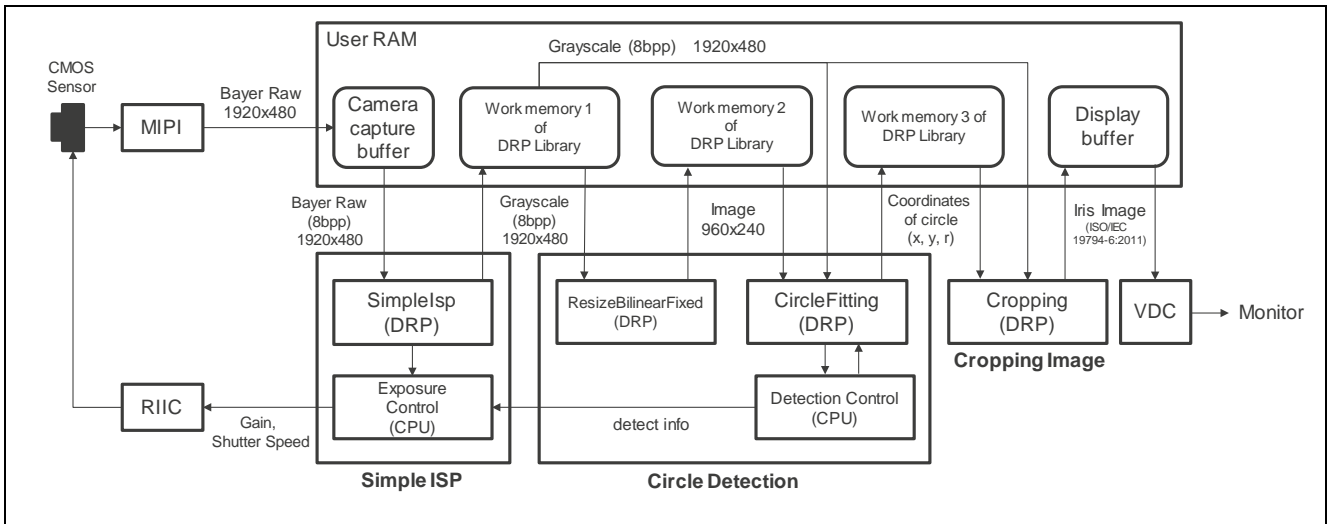 User RAM
Grayscale (8bpp) 1920x480
CMOS
Sensor
Bayer Raw
1920x480
MIPI
Camera
capture
buffer
Work memory 1
of
DRP Library
Work memory 2
of
DRP Library
Work memory 3 of
DRP Library
Display
buffer
Bayer Raw
(8bpp)
1920x480
Grayscale
(8bpp)
1920x480
Image
960x240
Coordinates
of circle
(x, y, r)
Iris Image
(ISO/IEC
19794-6:2011)
SimpleIsp
(DRP)
ResizeBilinearFixed
(DRP)
CircleFitting
(DRP)
Cropping
(DRP)
VDC
Monitor
Cropping Image
RIIC
Gain,
Shutter Speed
Exposure
Control
(CPU)
detect info
Detection Control
(CPU)
Simple ISP
Circle Detection